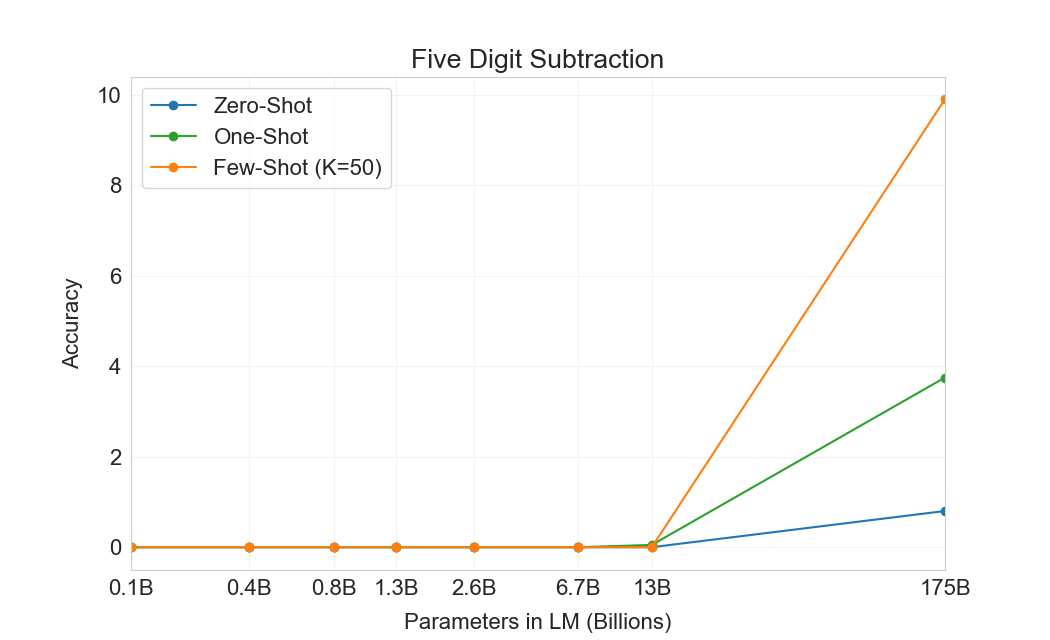 Five Digit Subtraction
Zero-Shot
One-Shot
Few-Shot (K=50)
Accuracy
10
8
6
4
2
0
0.1B 0.4B 0.8B 1.3B 2.6B 6.7B 13B 175B
Parameters in LM (Billions)